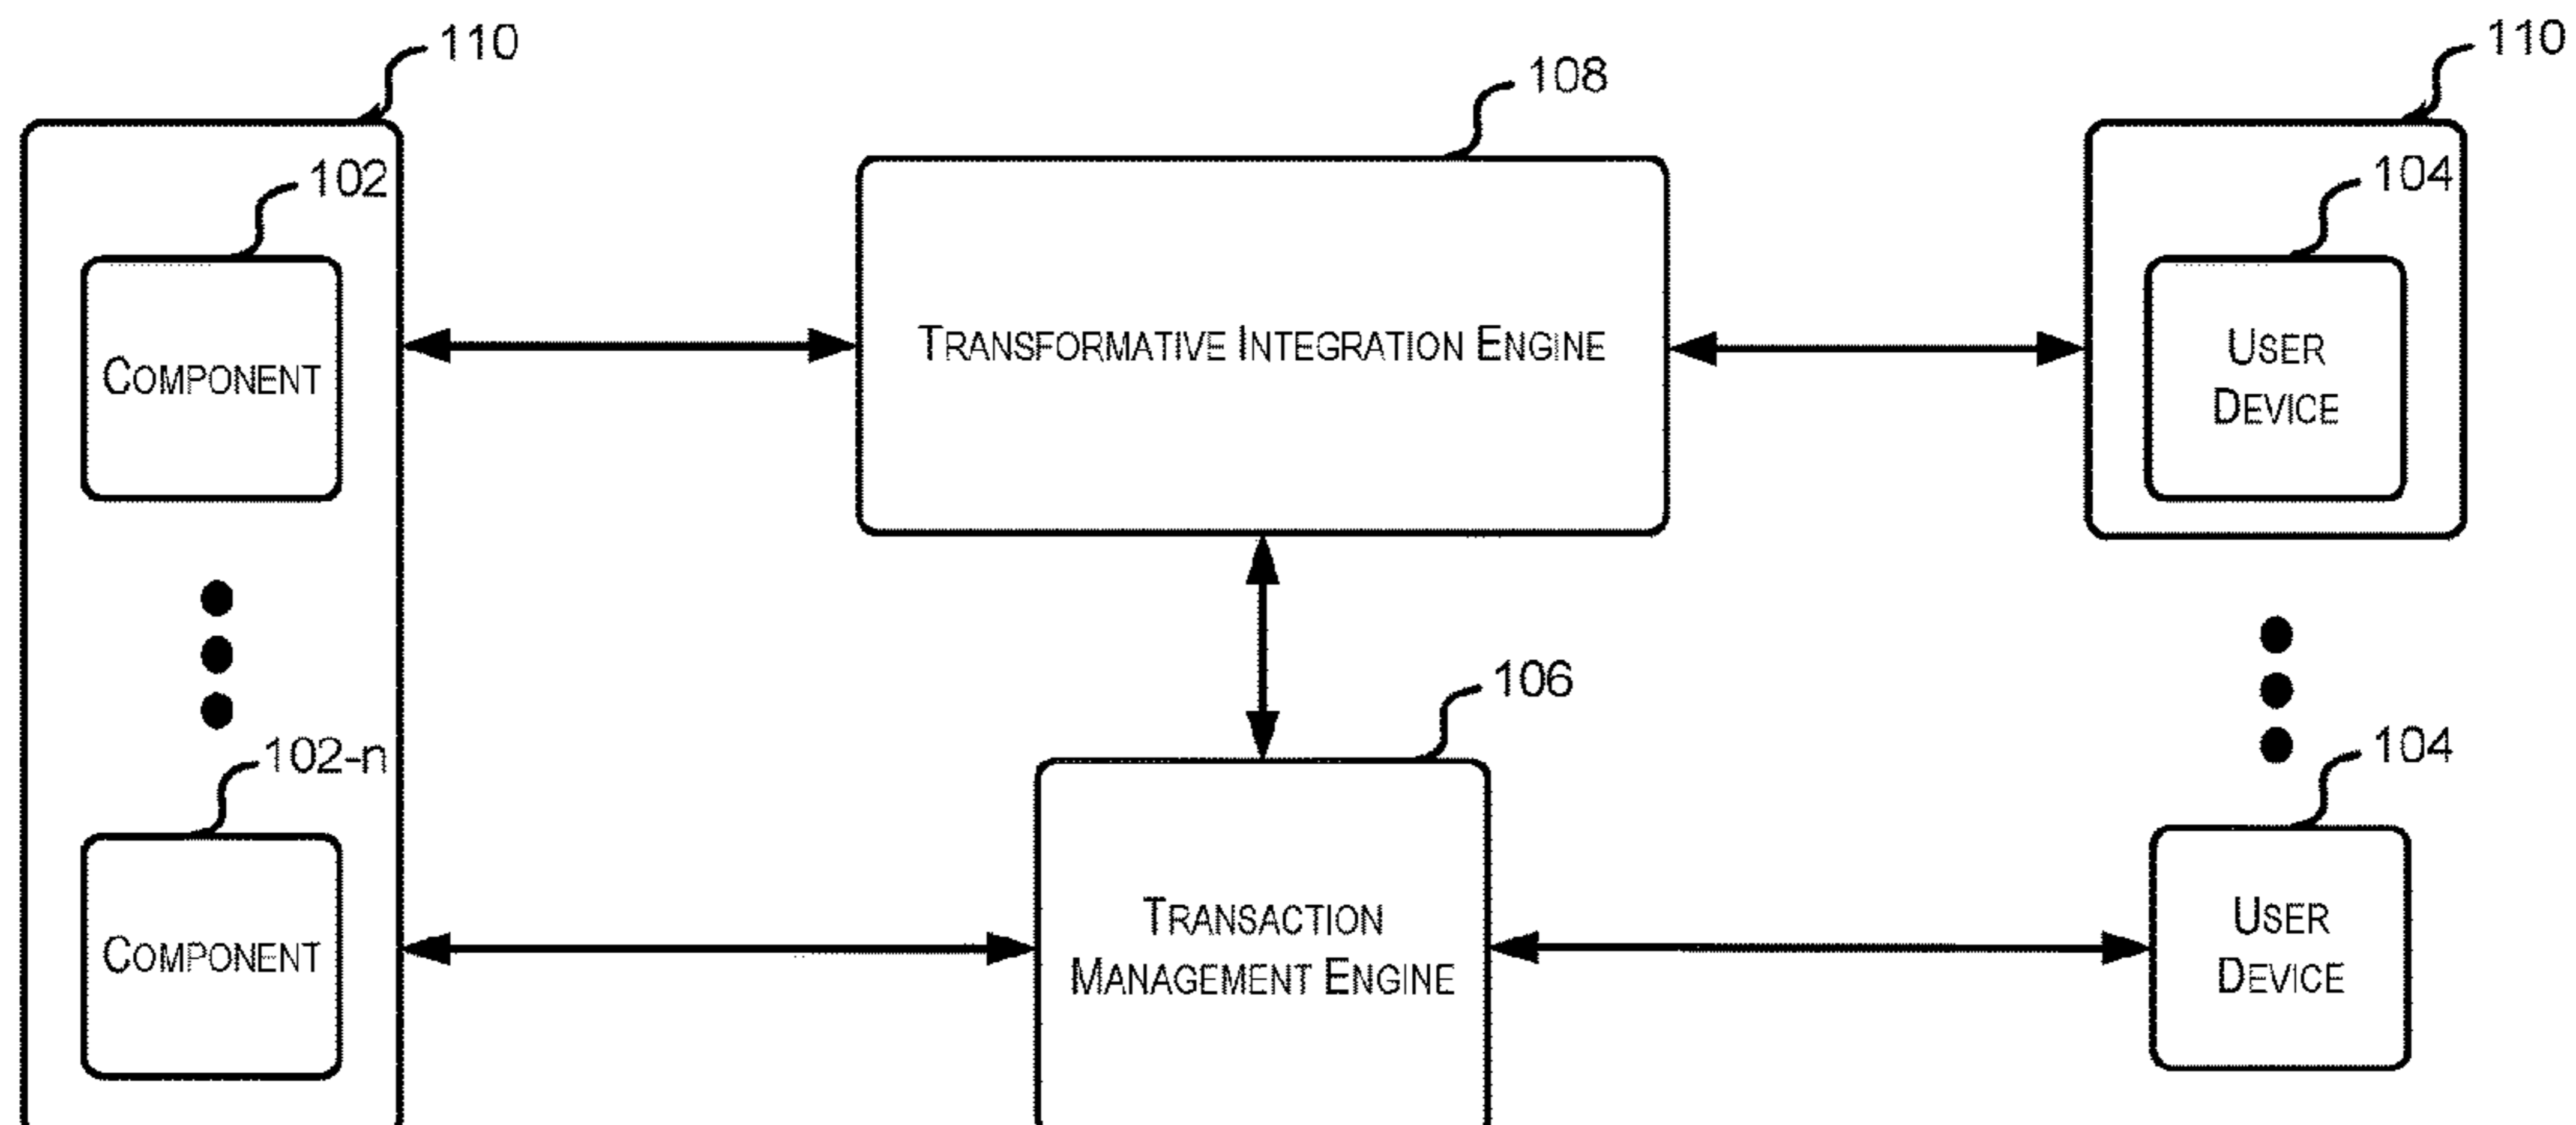 110
110
108
102
104
TRANSFORMATIVE INTEGRATION ENGINE
COMPONENT
USER
DEVICE
106
102-n
104
COMPONENT
TRANSACTION
MANAGEMENT ENGINE
USER
DEVICE